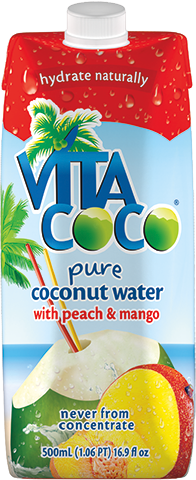 hydrate naturally
VITA
COCO®
pure
coconut water
with peach & mango
never from
concentrate
500mL (1.06 PT) 16.9 fl oz